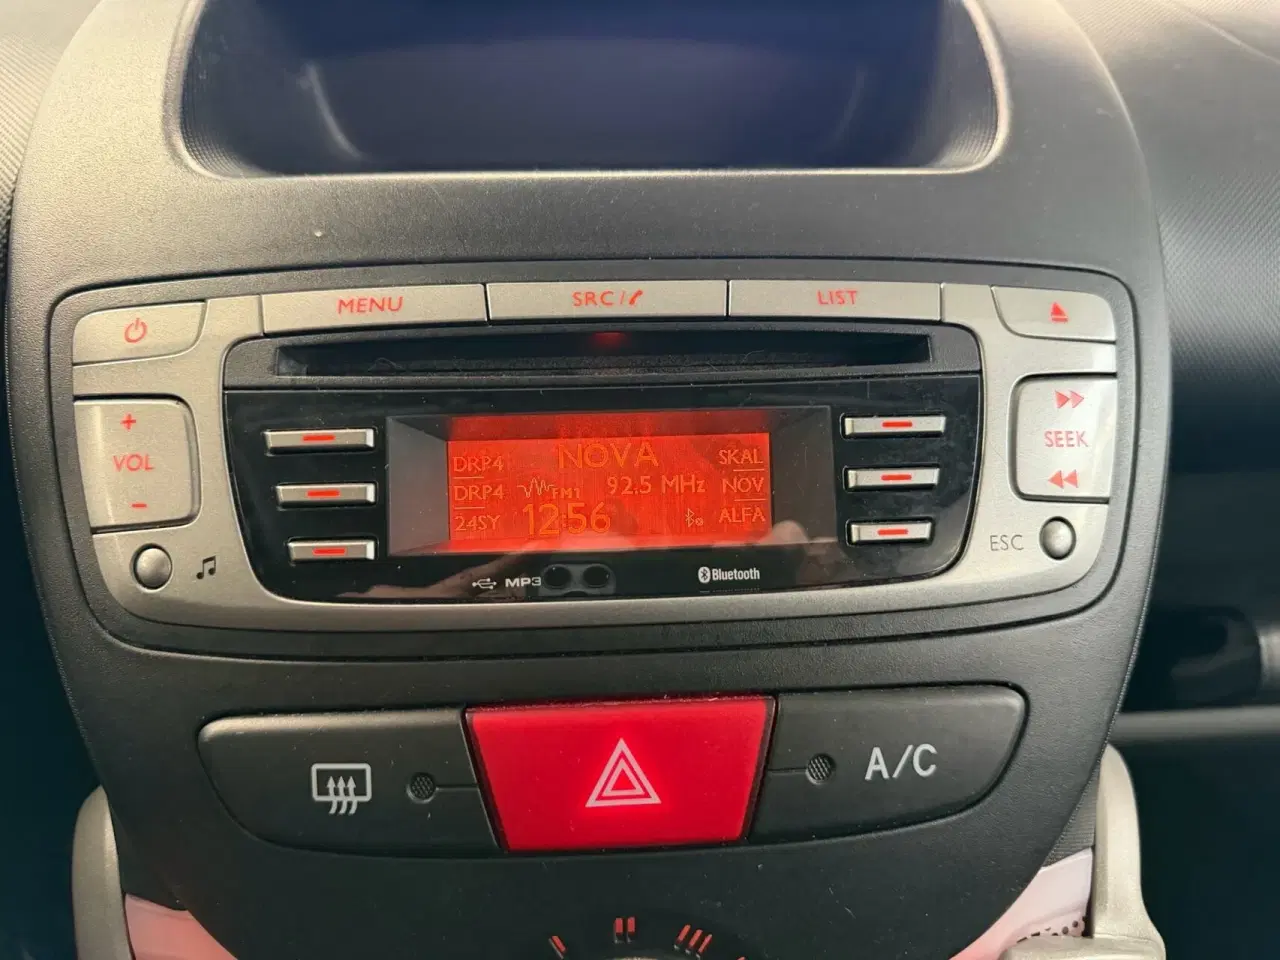 MENU
SRC/
LIST
+
VOL
-
SEEK
ESC
DRP4 NOVA SKAL
DRP4 FM1 92.5 MHz NOV
24SY 12:56 ALFA
MP3
Bluetooth
A/C